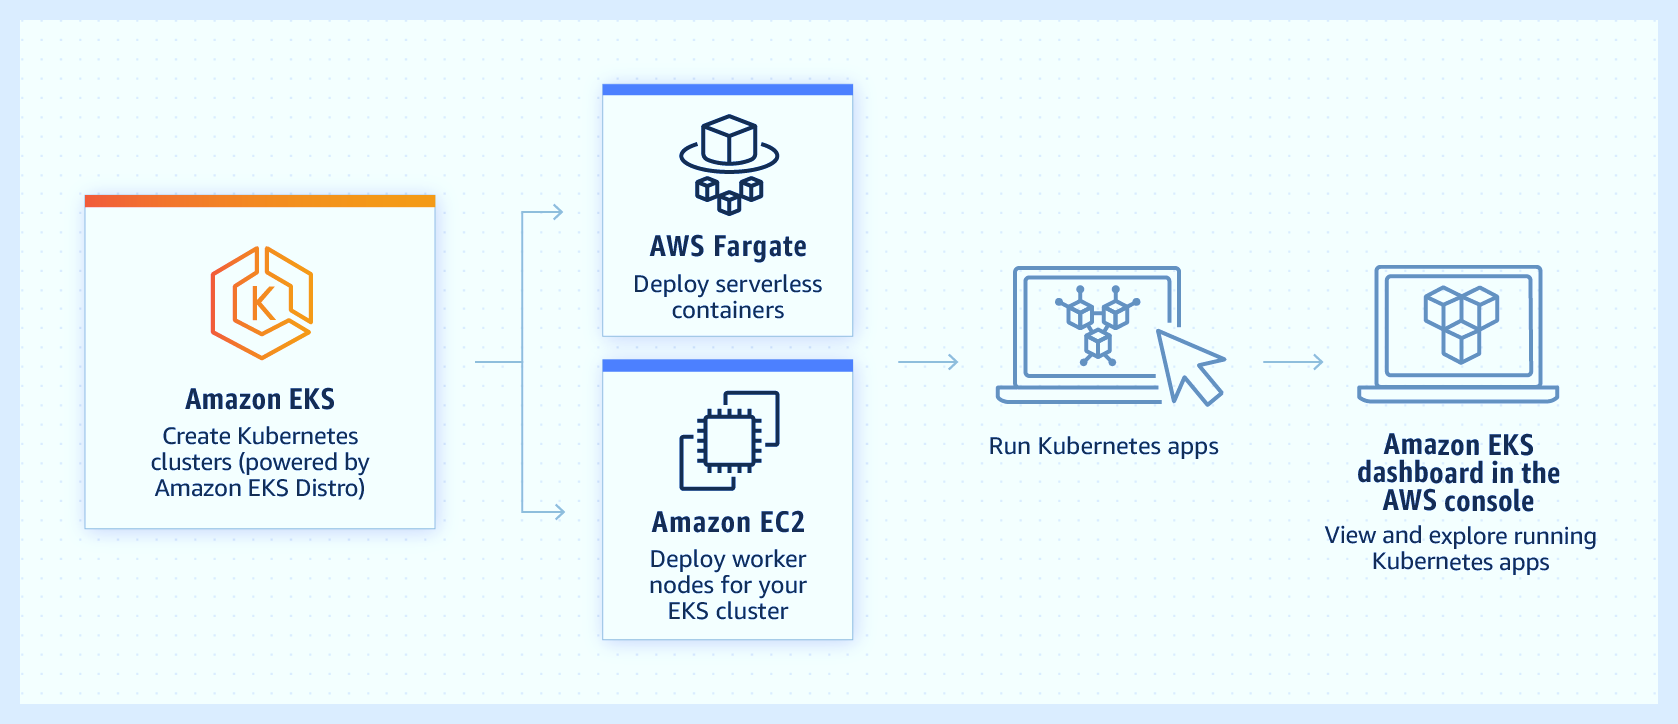 K
Amazon EKS
Create Kubernetes
clusters (powered by
Amazon EKS Distro)
AWS Fargate
Deploy serverless
containers
Amazon EC2
Deploy worker
nodes for your
EKS cluster
Run Kubernetes apps
Amazon EKS
dashboard in the
AWS console
View and explore running
Kubernetes apps